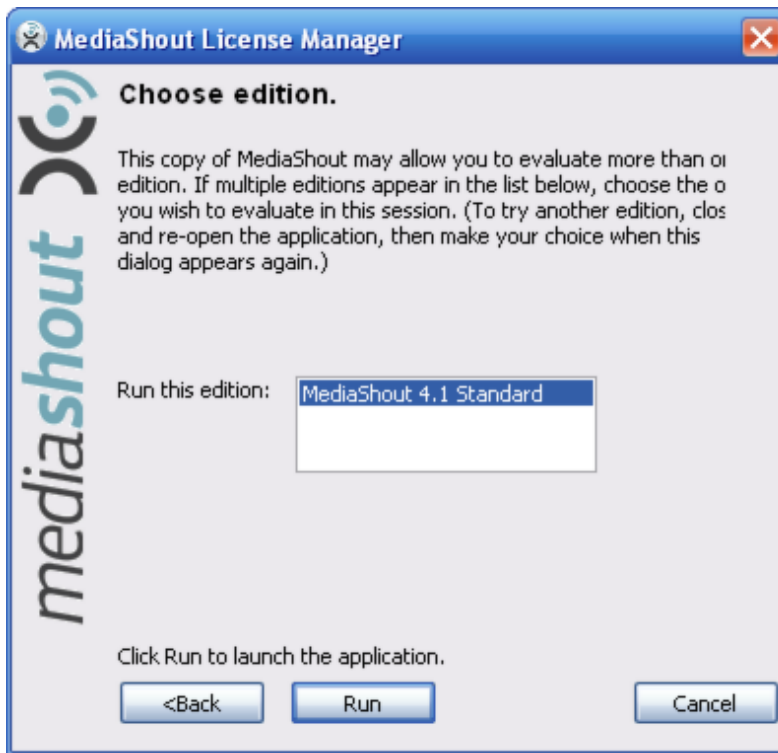 MediaShout License Manager
Choose edition.
This copy of MediaShout may allow you to evaluate more than
edition. If multiple editions appear in the list below, choose the
you wish to evaluate in this session. (To try another edition,
and re-open the application, then make your choice when this
dialog appears again.)
Run this edition:
MediaShout 4.1 Standard
mediashout
Click Run to launch the application.
<Back
Run
Cancel